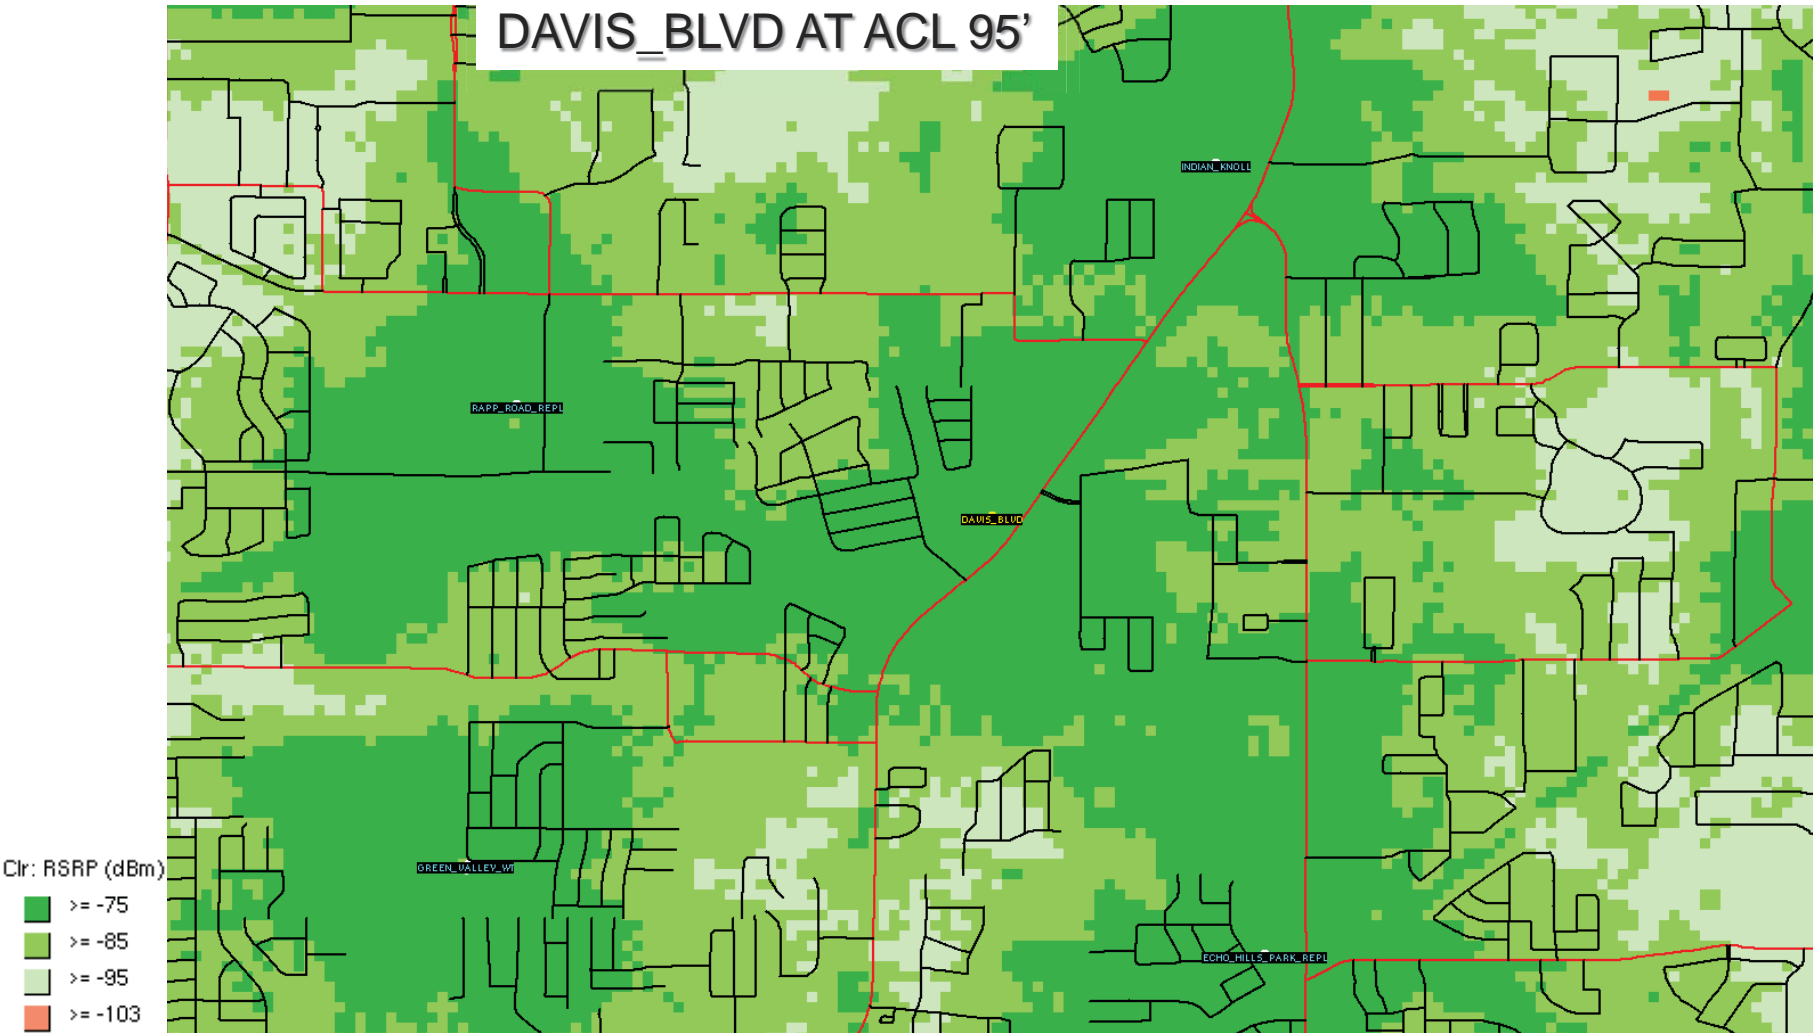 DAVIS_BLVD AT ACL 95’
INDIAN_KNOLL
RAPP_ROAD_REPL
DAVIS_BLVD
GREEN_VALLEY_WT
ECHO_HILLS_PARK_REPL
Clr: RSRP (dBm)
>= -75
>= -85
>= -95
>= -103